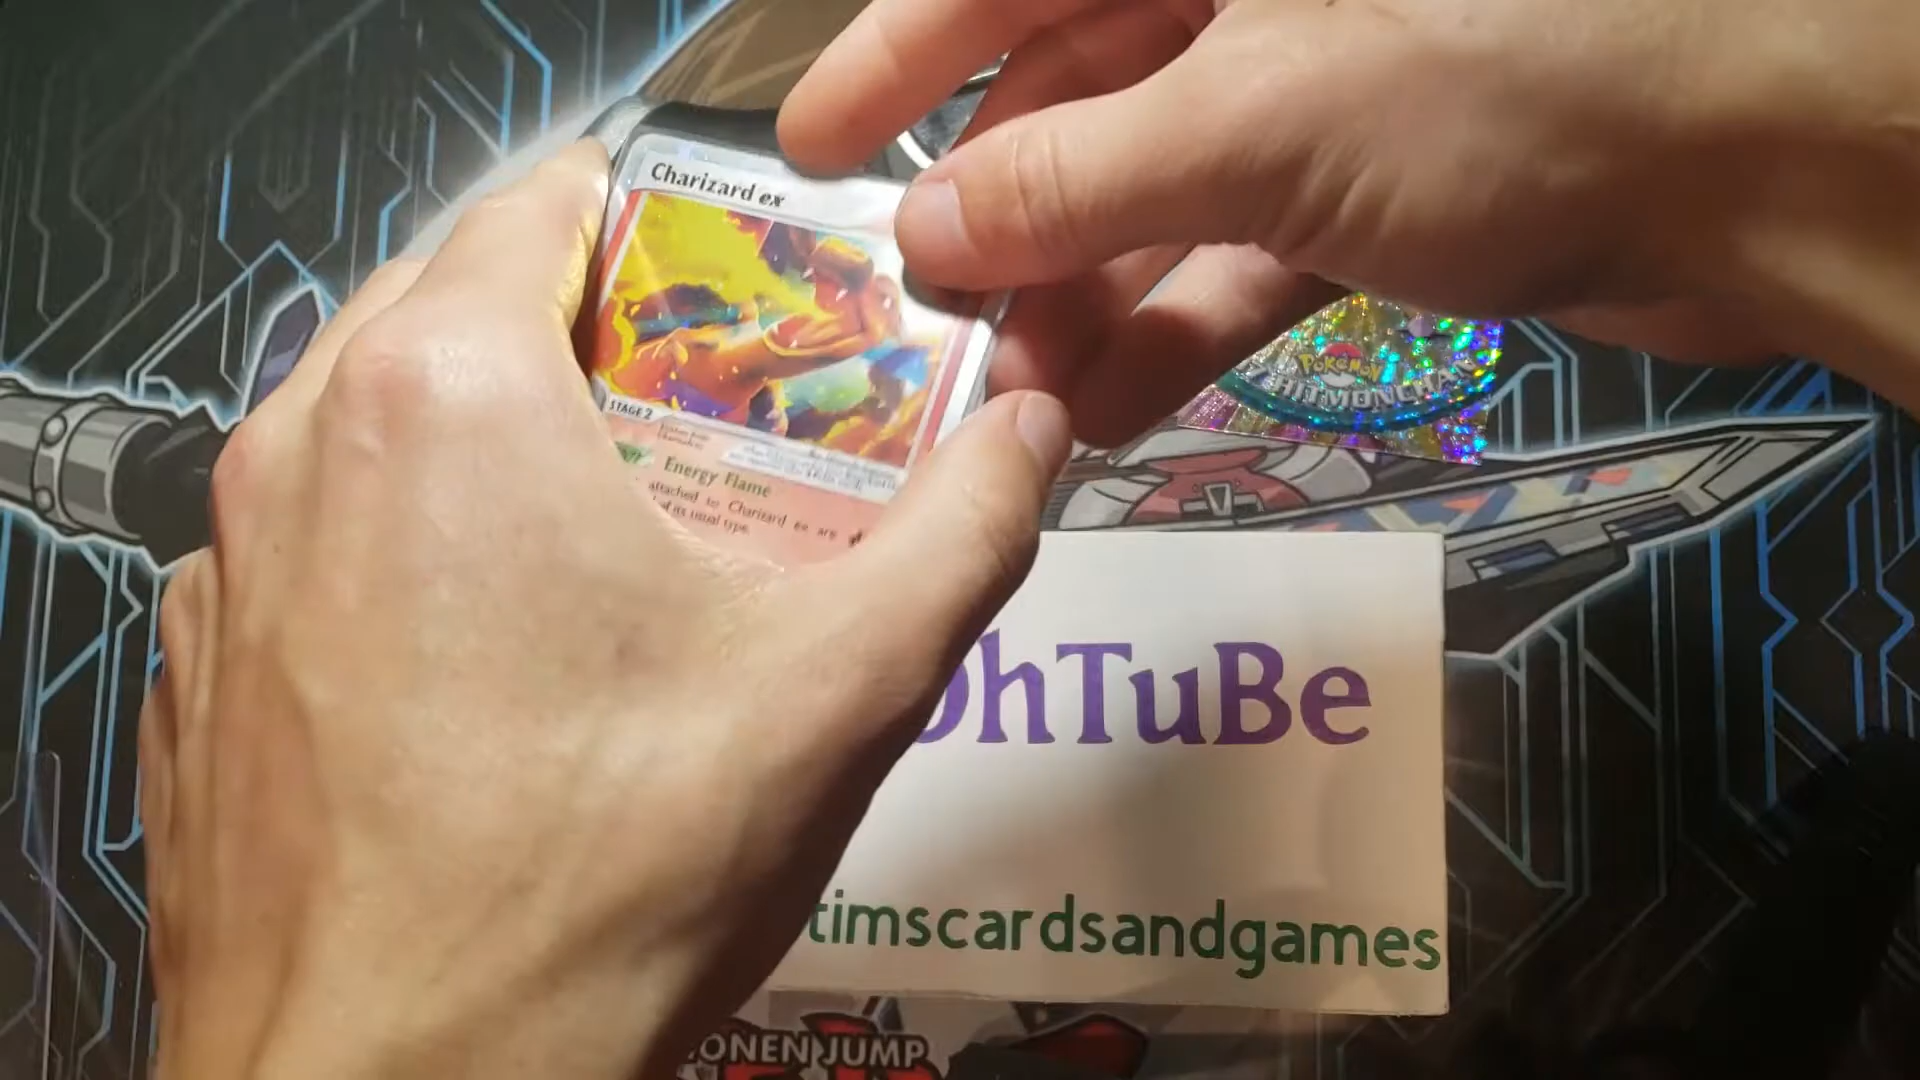 Charizard ex
STAGE 2
Energy Flame
attached to Charizard ex are
of its usual type.
POKéMON
HITMONCHAN
ohTuBe
timscardsandgames
ONEN JUMP